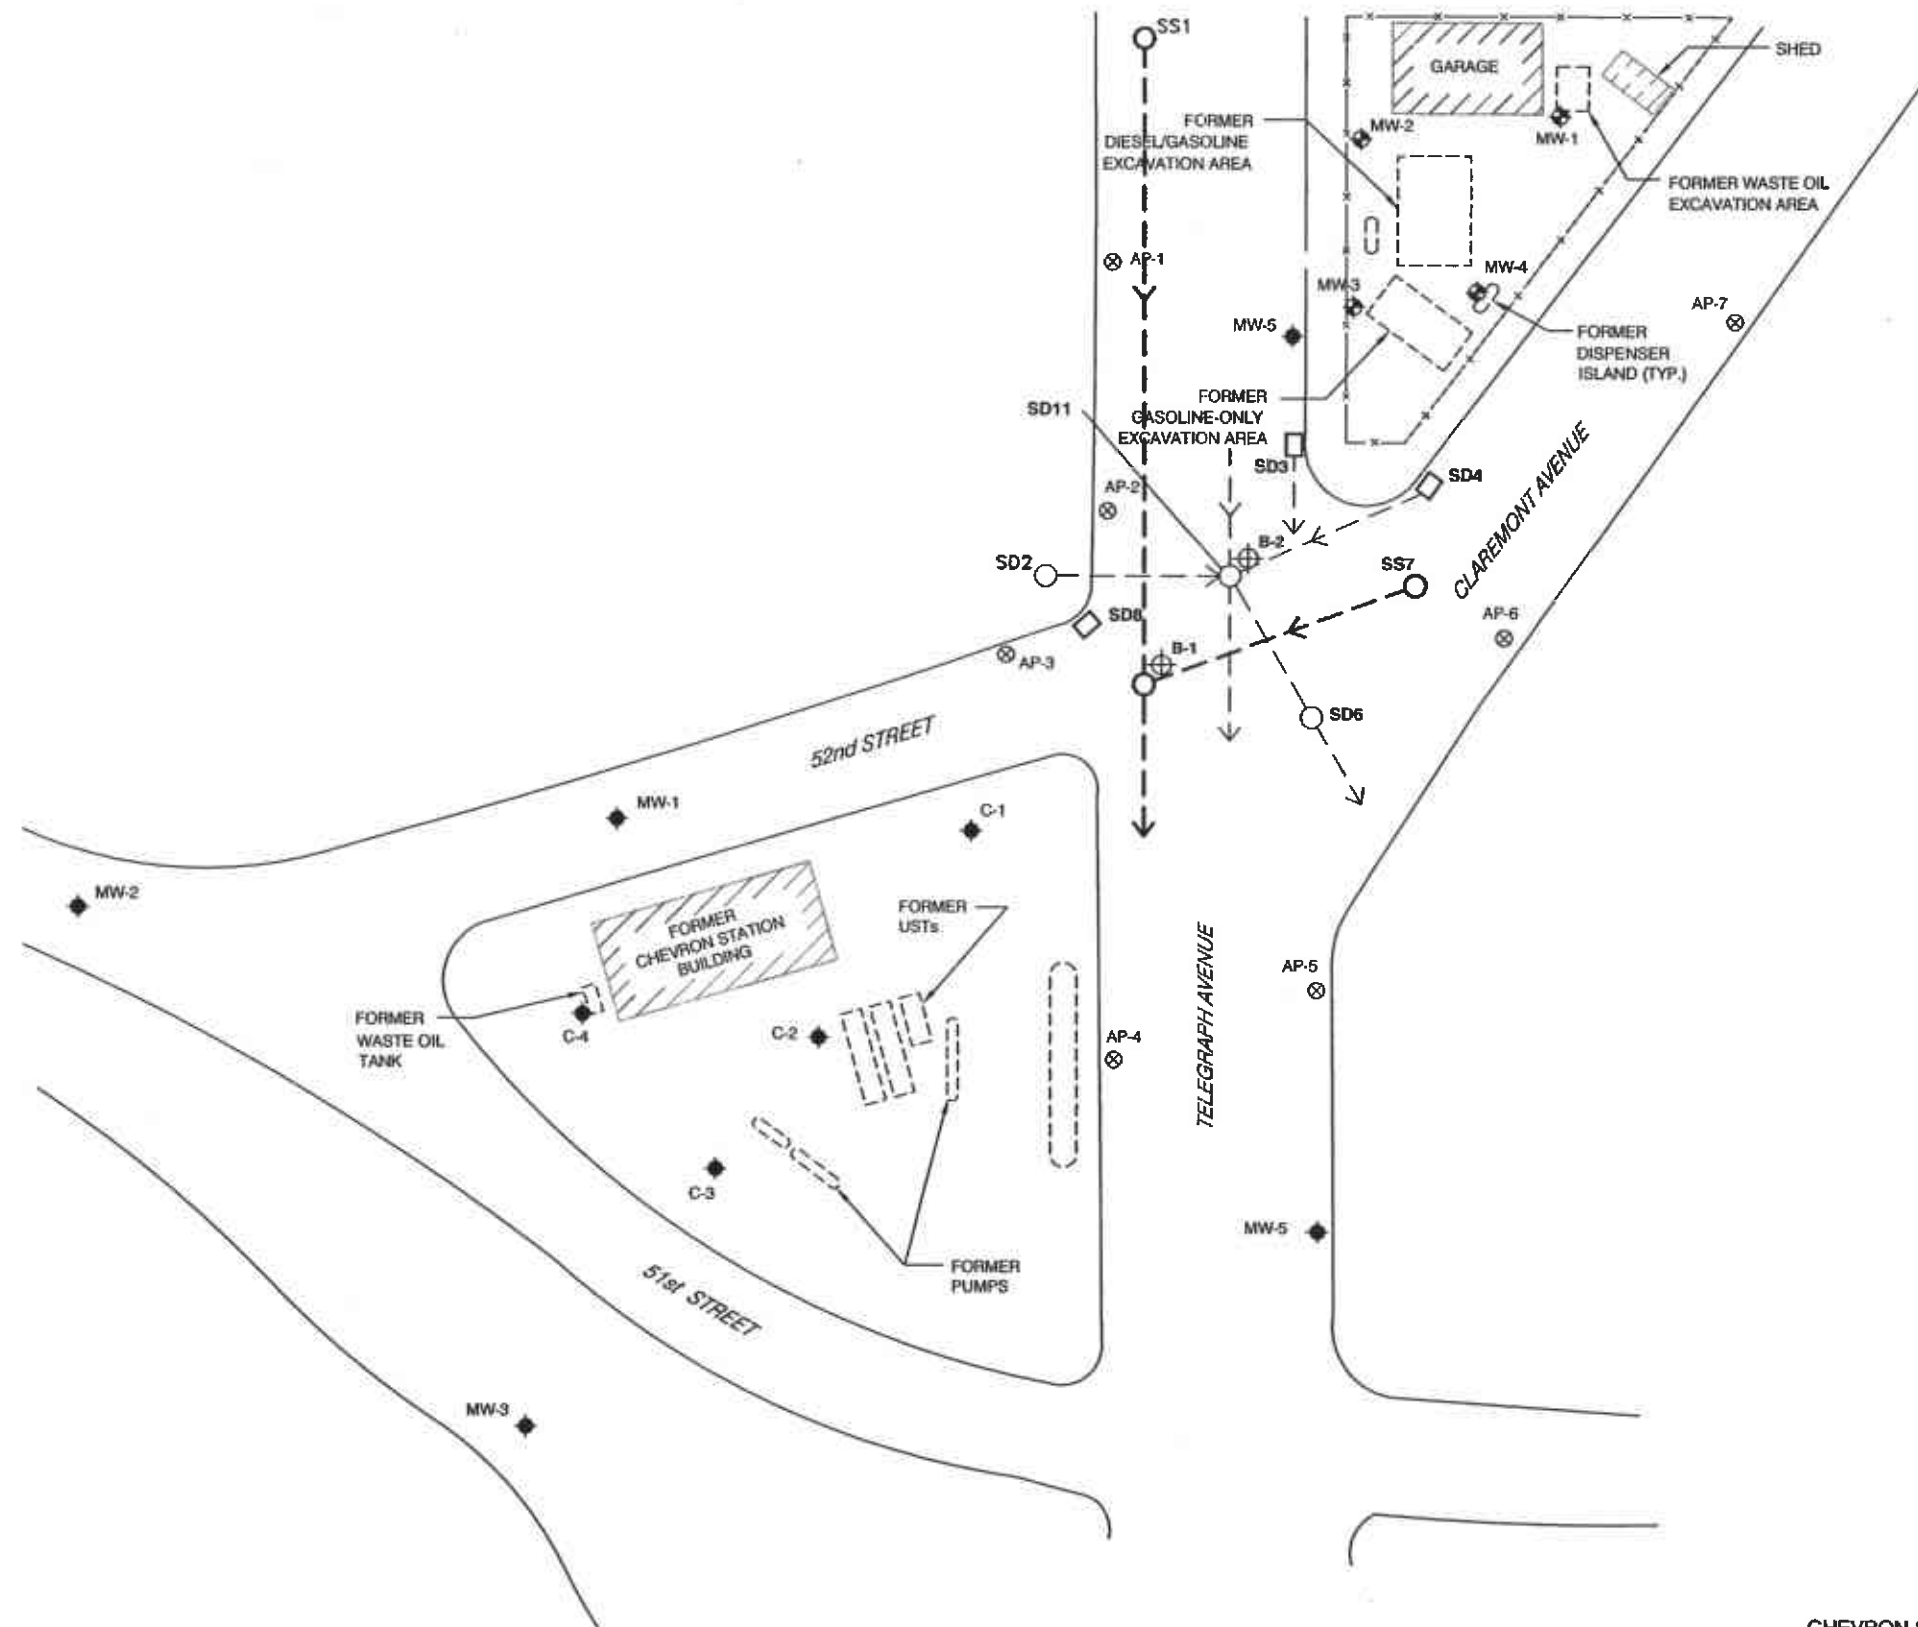 SS1
SHED
GARAGE
FORMER
DIESEL/GASOLINE
EXCAVATION AREA
MW-2
MW-1
FORMER WASTE OIL
EXCAVATION AREA
AP-1
MW-4
MW-3
AP-7
MW-5
FORMER
DISPENSER
ISLAND (TYP.)
FORMER
GASOLINE-ONLY
EXCAVATION AREA
SD11
SD3
SD4
CLAREMONT AVENUE
AP-2
B-2
SD2
SS7
SD8
AP-6
B-1
AP-3
SD6
52nd STREET
MW-1
C-1
MW-2
FORMER
CHEVRON STATION
BUILDING
FORMER
USTs
TELEGRAPH AVENUE
AP-5
FORMER
WASTE OIL
TANK
C-4
C-2
AP-4
C-3
MW-5
FORMER
PUMPS
51st STREET
MW-3